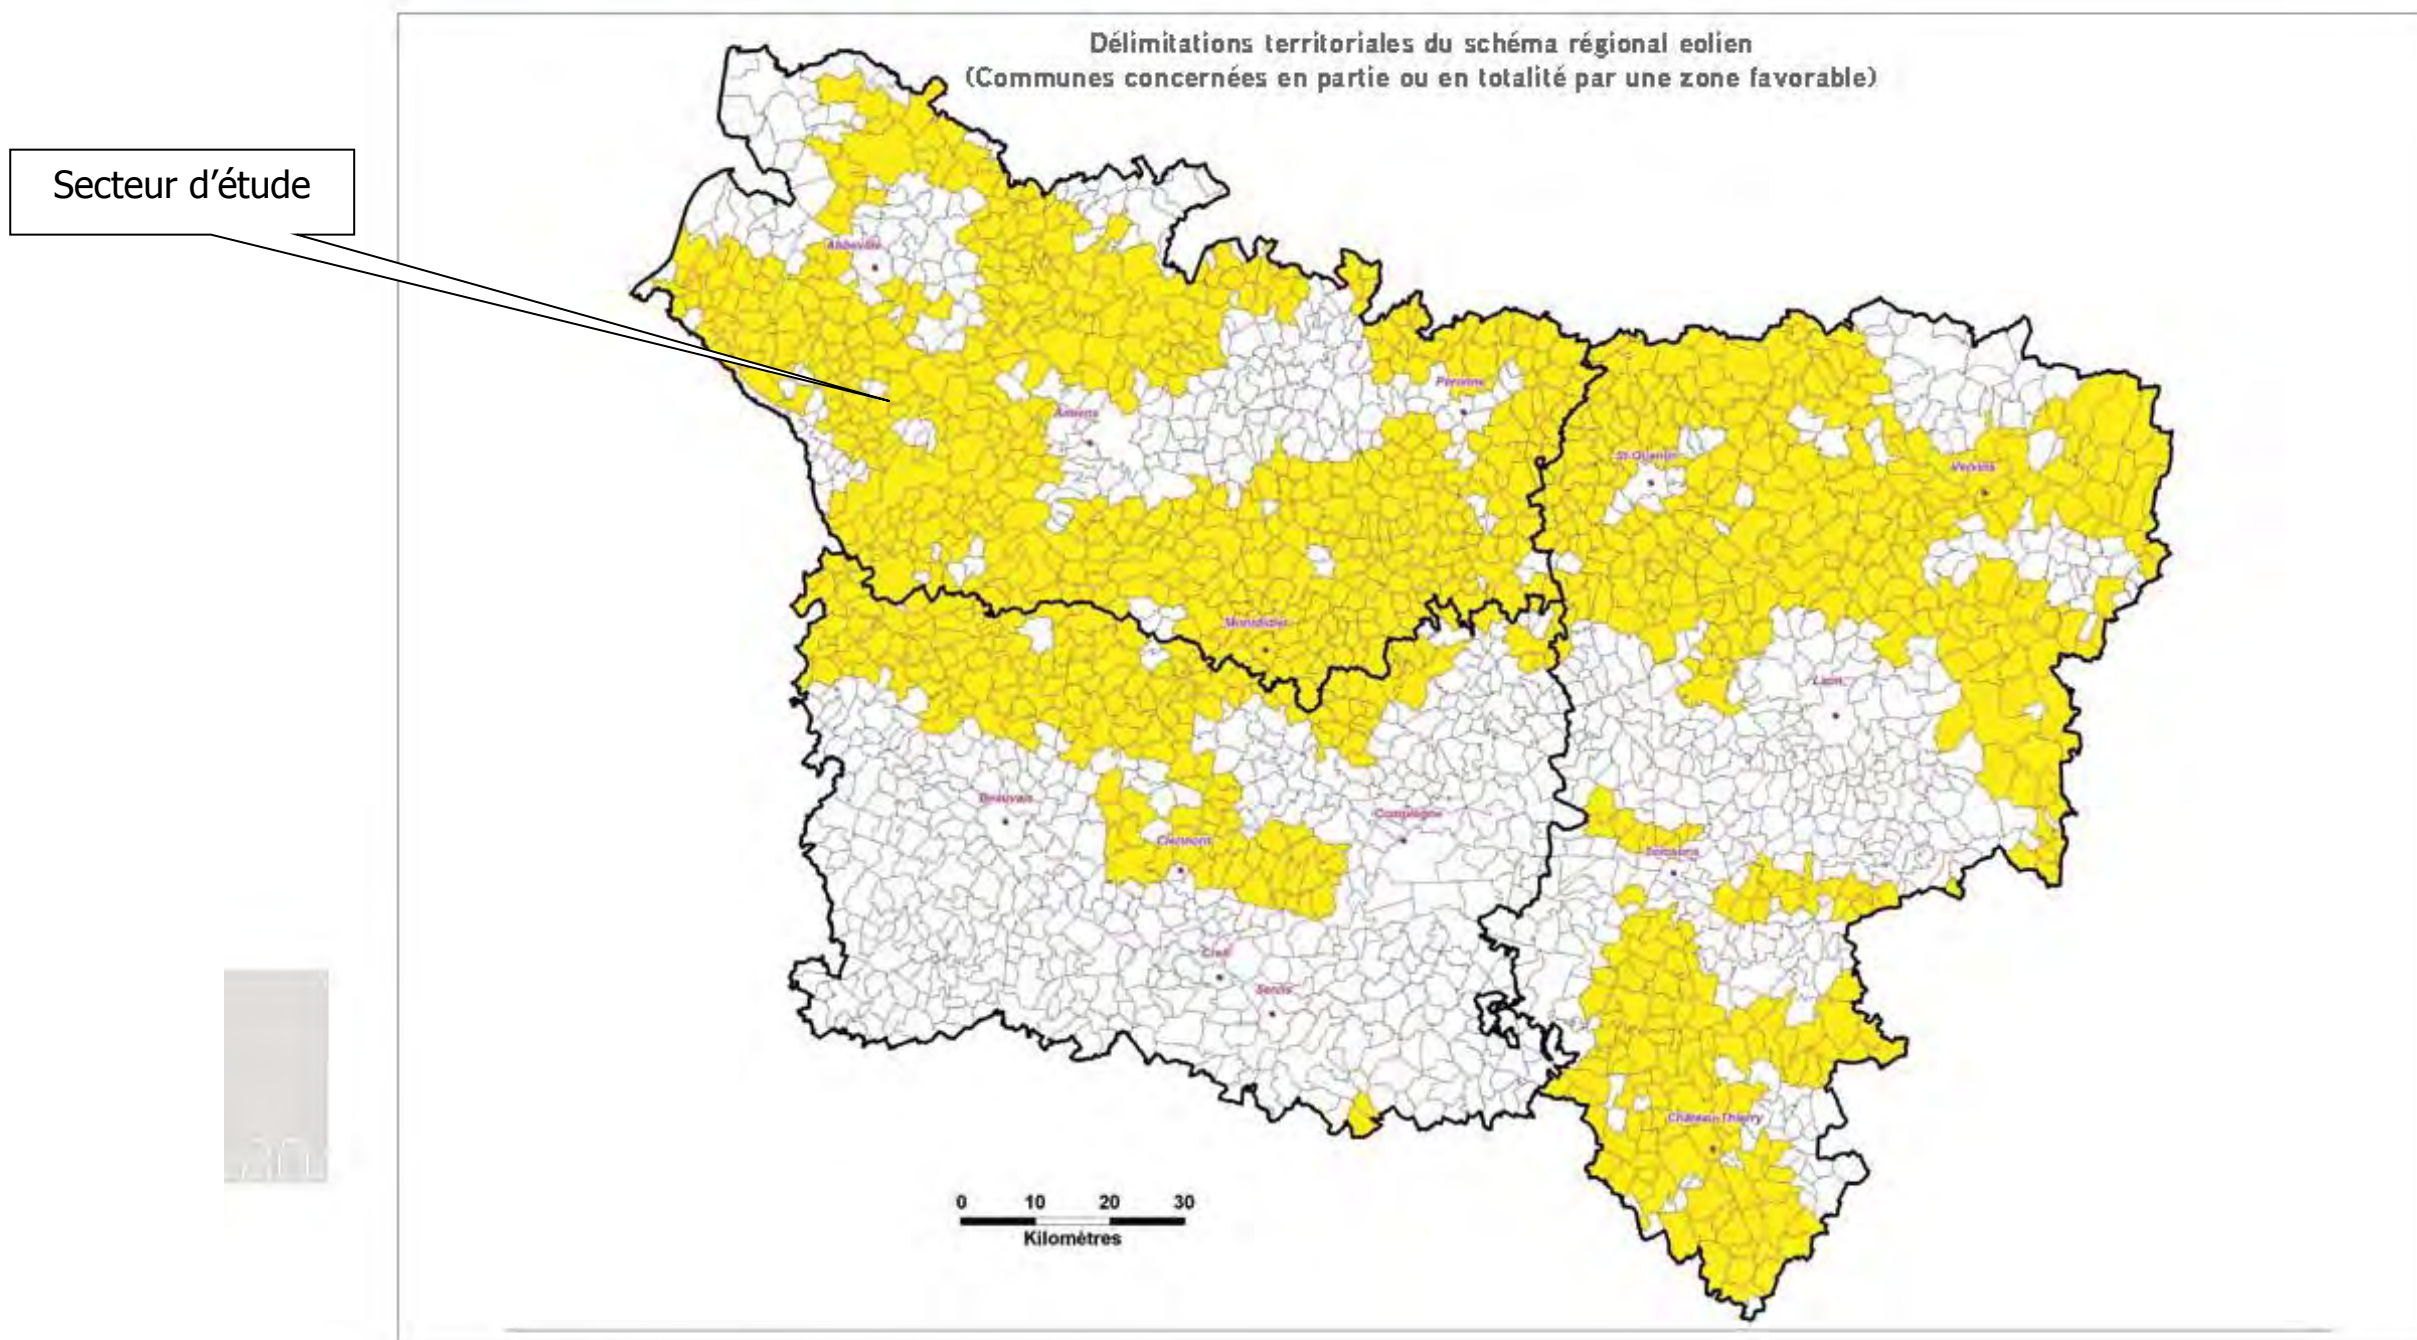 Délimitations territoriales du schéma régional eolien
(Communes concernées en partie ou en totalité par une zone favorable)
Secteur d'étude
Abbeville
Péronne
Amiens
St-Quentin
Vervins
Montdidier
Laon
Beauvais
Compiègne
Clermont
Soissons
Creil
Senlis
Château-Thierry
0 10 20 30
Kilomètres